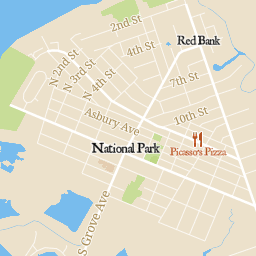 2nd St
Red Bank
4th St
N 2nd St
N 3rd St
N 4th St
7th St
10th St
Asbury Ave
National Park
Picasso's Pizza
S Grove Ave